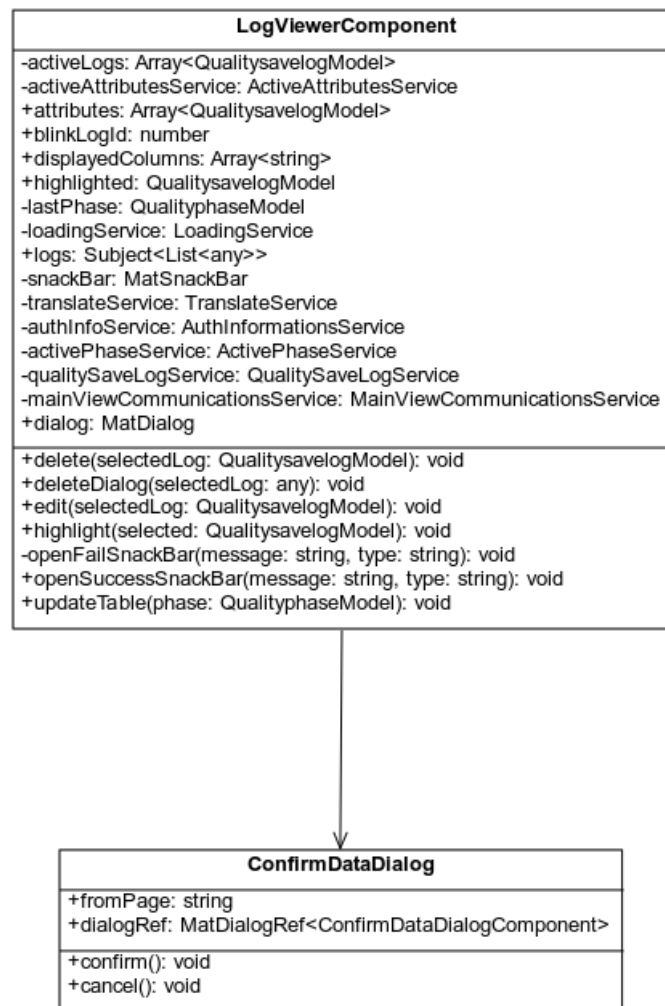 LogViewerComponent
-activeLogs: Array<QualitysavelogModel>
-activeAttributesService: ActiveAttributesService
+attributes: Array<QualitysavelogModel>
+blinkLogId: number
+displayedColumns: Array<string>
+highlighted: QualitysavelogModel
-lastPhase: QualityphaseModel
-loadingService: LoadingService
+logs: Subject<List<any>>
-snackBar: MatSnackBar
-translateService: TranslateService
-authInfoService: AuthInformationsService
-activePhaseService: ActivePhaseService
-qualitySaveLogService: QualitySaveLogService
-mainViewCommunicationsService: MainViewCommunicationsService
+dialog: MatDialog
+delete(selectedLog: QualitysavelogModel): void
+deleteDialog(selectedLog: any): void
+edit(selectedLog: QualitysavelogModel): void
+highlight(selected: QualitysavelogModel): void
-openFailSnackBar(message: string, type: string): void
+openSuccessSnackBar(message: string, type: string): void
+updateTable(phase: QualityphaseModel): void
ConfirmDataDialog
+fromPage: string
+dialogRef: MatDialogRef<ConfirmDataDialogComponent>
+confirm(): void
+cancel(): void